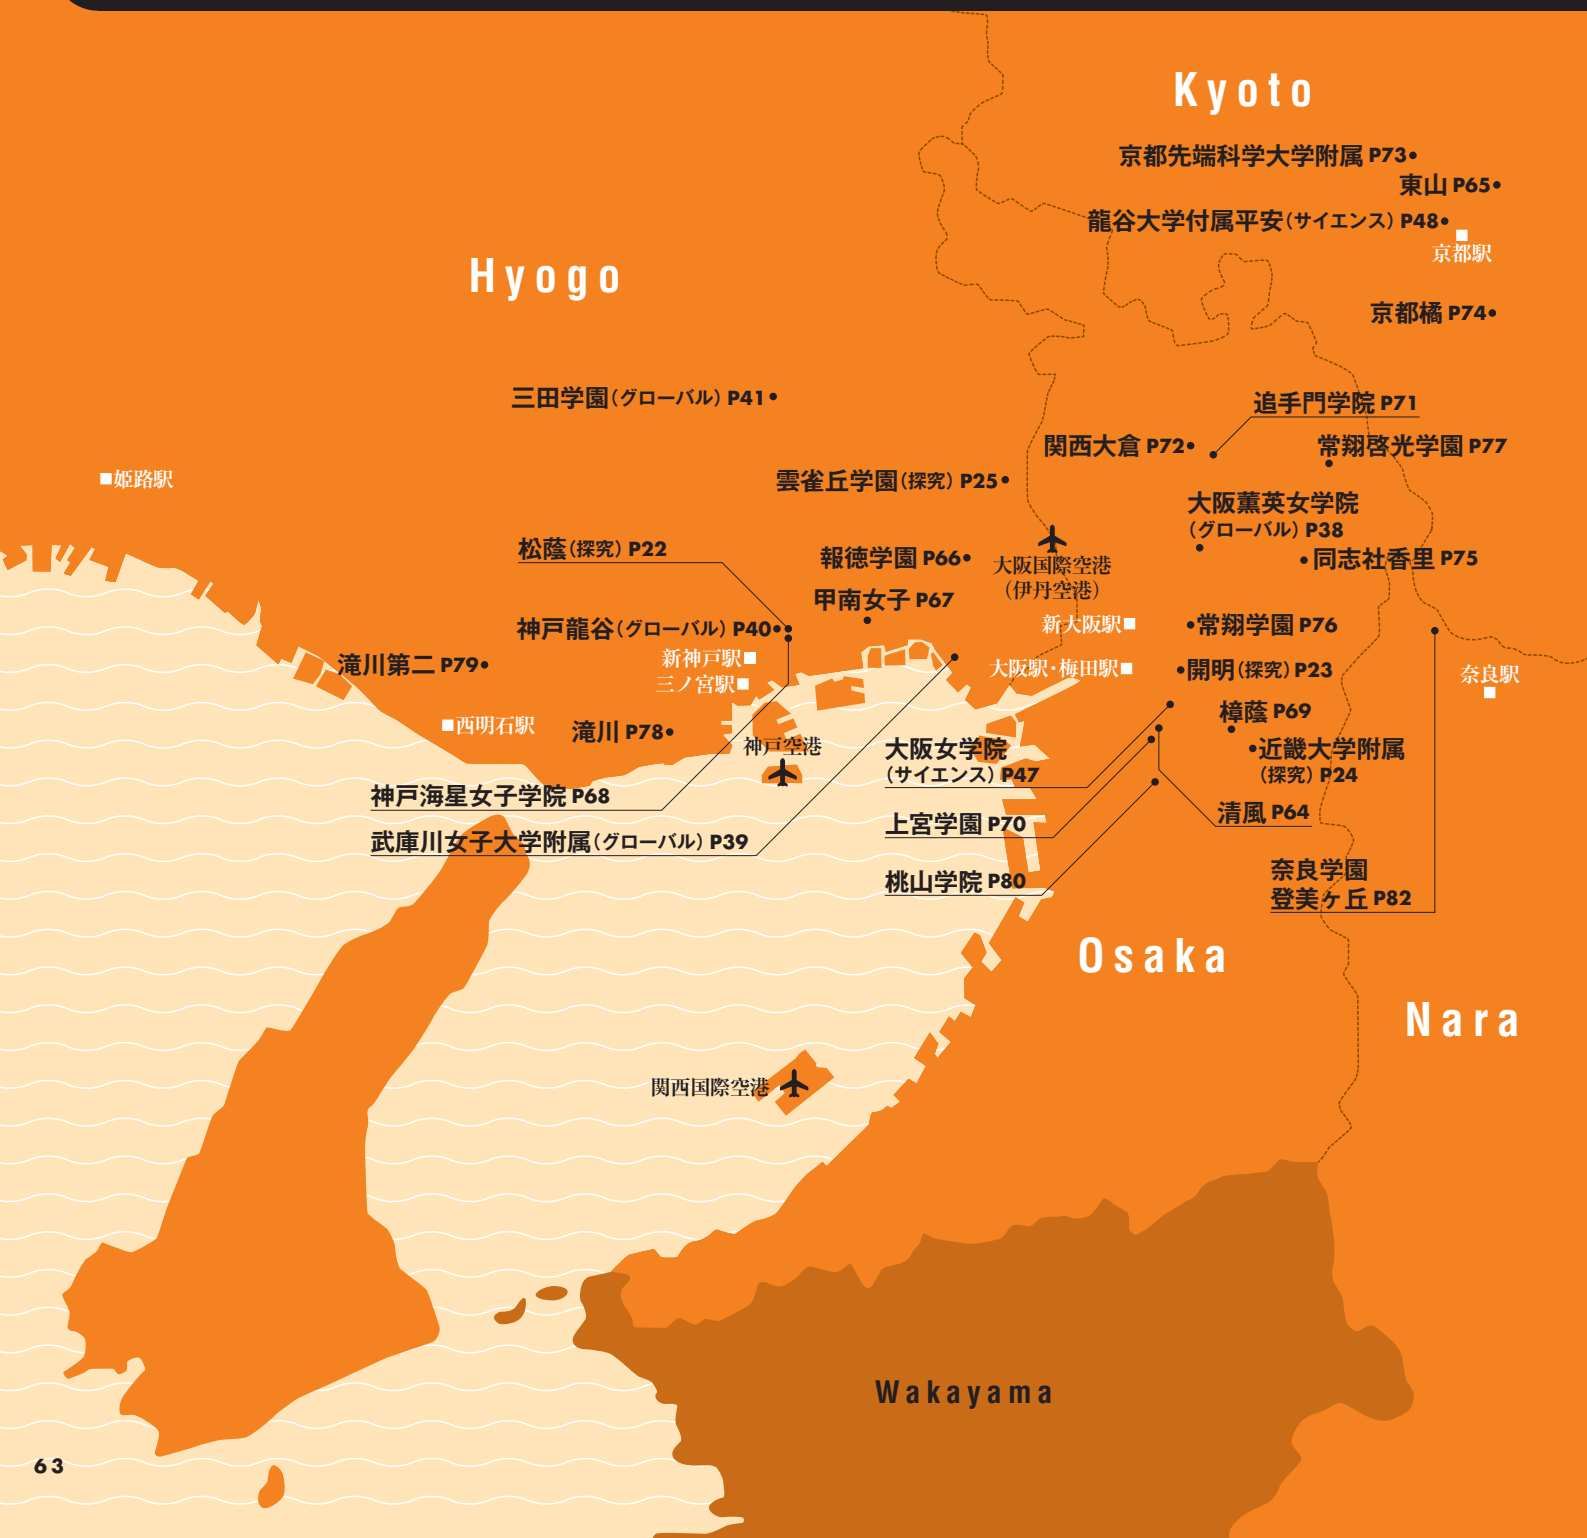 Kyoto
京都先端科学大学附属 P73
東山 P65
龍谷大学付属平安(サイエンス) P48
京都駅
Hyogo
京都橘 P74
三田学園(グローバル) P41
追手門学院 P71
関西大倉 P72
常翔啓光学園 P77
姫路駅
雲雀丘学園(探究) P25
大阪薫英女学院
(グローバル) P38
松蔭(探究) P22
報徳学園 P66
大阪国際空港
(伊丹空港)
同志社香里 P75
甲南女子 P67
神戸龍谷(グローバル) P40
新大阪駅
常翔学園 P76
新神戸駅
滝川第二 P79
大阪駅・梅田駅
開明(探究) P23
奈良駅
三ノ宮駅
樟蔭 P69
西明石駅
滝川 P78
神戸空港
大阪女学院
(サイエンス) P47
近畿大学附属
(探究) P24
神戸海星女子学院 P68
清風 P64
上宮学園 P70
武庫川女子大学附属(グローバル) P39
桃山学院 P80
奈良学園
登美ヶ丘 P82
Osaka
Nara
関西国際空港
Wakayama
63